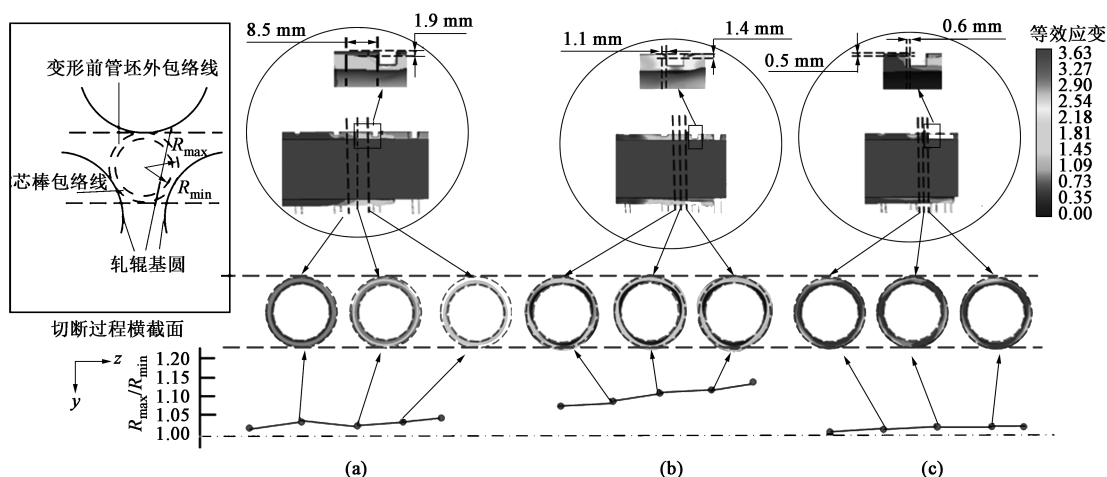 变形前管坯外包络线
R_max
芯棒包络线
R_min
轧辊基圆
切断过程横截面
z
y
8.5 mm
1.9 mm
1.1 mm
1.4 mm
0.6 mm
0.5 mm
等效应变
3.63
3.27
2.90
2.54
2.18
1.81
1.45
1.09
0.73
0.35
0.00
R_max/R_min
1.20
1.15
1.10
1.05
1.00
(a)
(b)
(c)